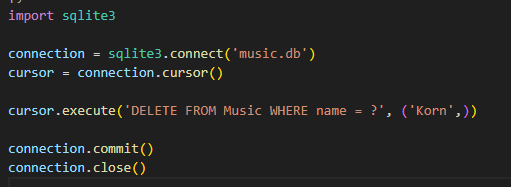 import sqlite3
connection = sqlite3.connect('music.db')
cursor = connection.cursor()
cursor.execute('DELETE FROM Music WHERE name = ?', ('Korn',))
connection.commit()
connection.close()